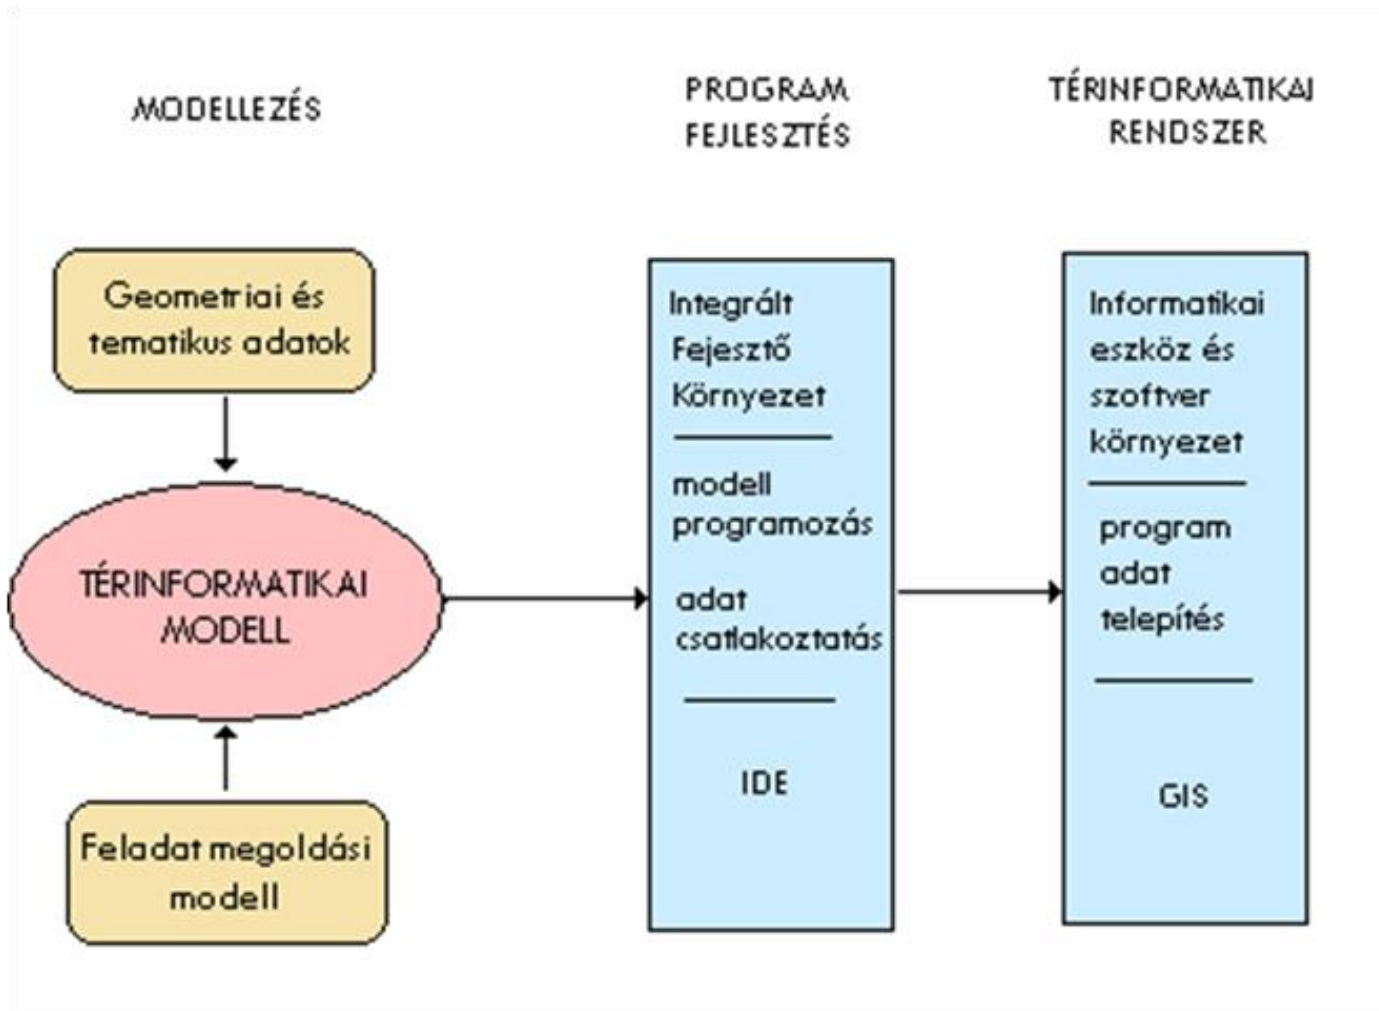 MODELLEZÉS
PROGRAM
FEJLESZTÉS
TÉRINFORMATIKAI
RENDSZER
Geometriai és
tematikus adatok
TÉRINFORMATIKAI
MODELL
Feladat megoldási
modell
Integrált
Fejesztő
Környezet
modell
programozás
adat
csatlakoztatás
IDE
Informatikai
eszköz és
szoftver
környezet
program
adat
telepítés
GIS